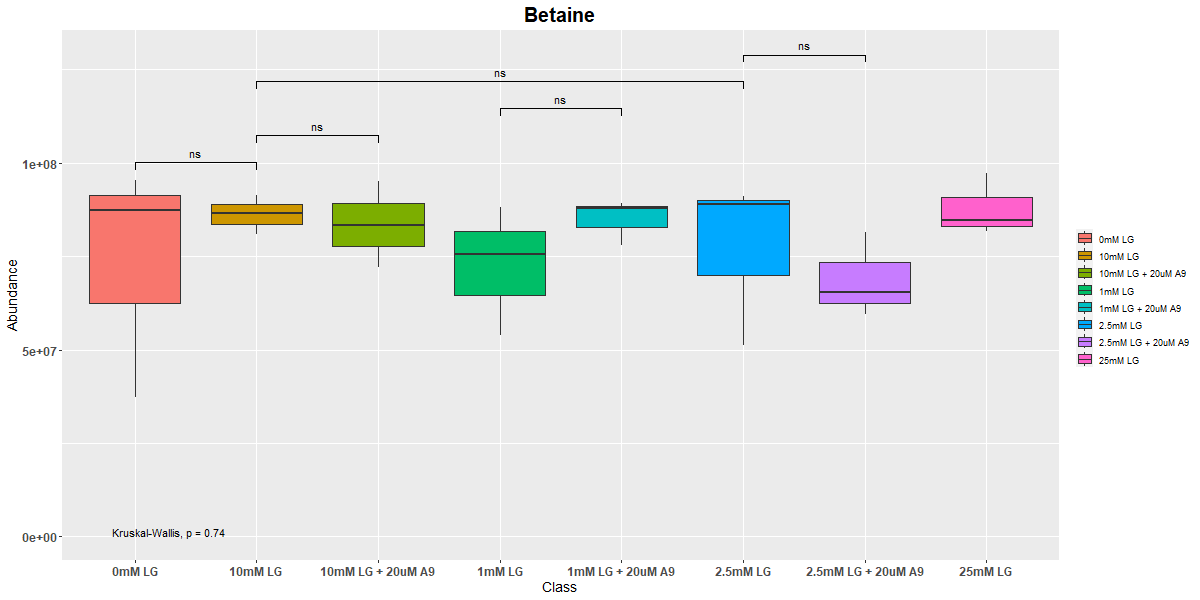 Betaine
ns
ns
ns
ns
ns
1e+08
5e+07
0e+00
Abundance
Kruskal-Wallis, p = 0.74
0mM LG
10mM LG
10mM LG + 20uM A9
1mM LG
1mM LG + 20uM A9
2.5mM LG
2.5mM LG + 20uM A9
25mM LG
Class
0mM LG
10mM LG
10mM LG + 20uM A9
1mM LG
1mM LG + 20uM A9
2.5mM LG
2.5mM LG + 20uM A9
25mM LG